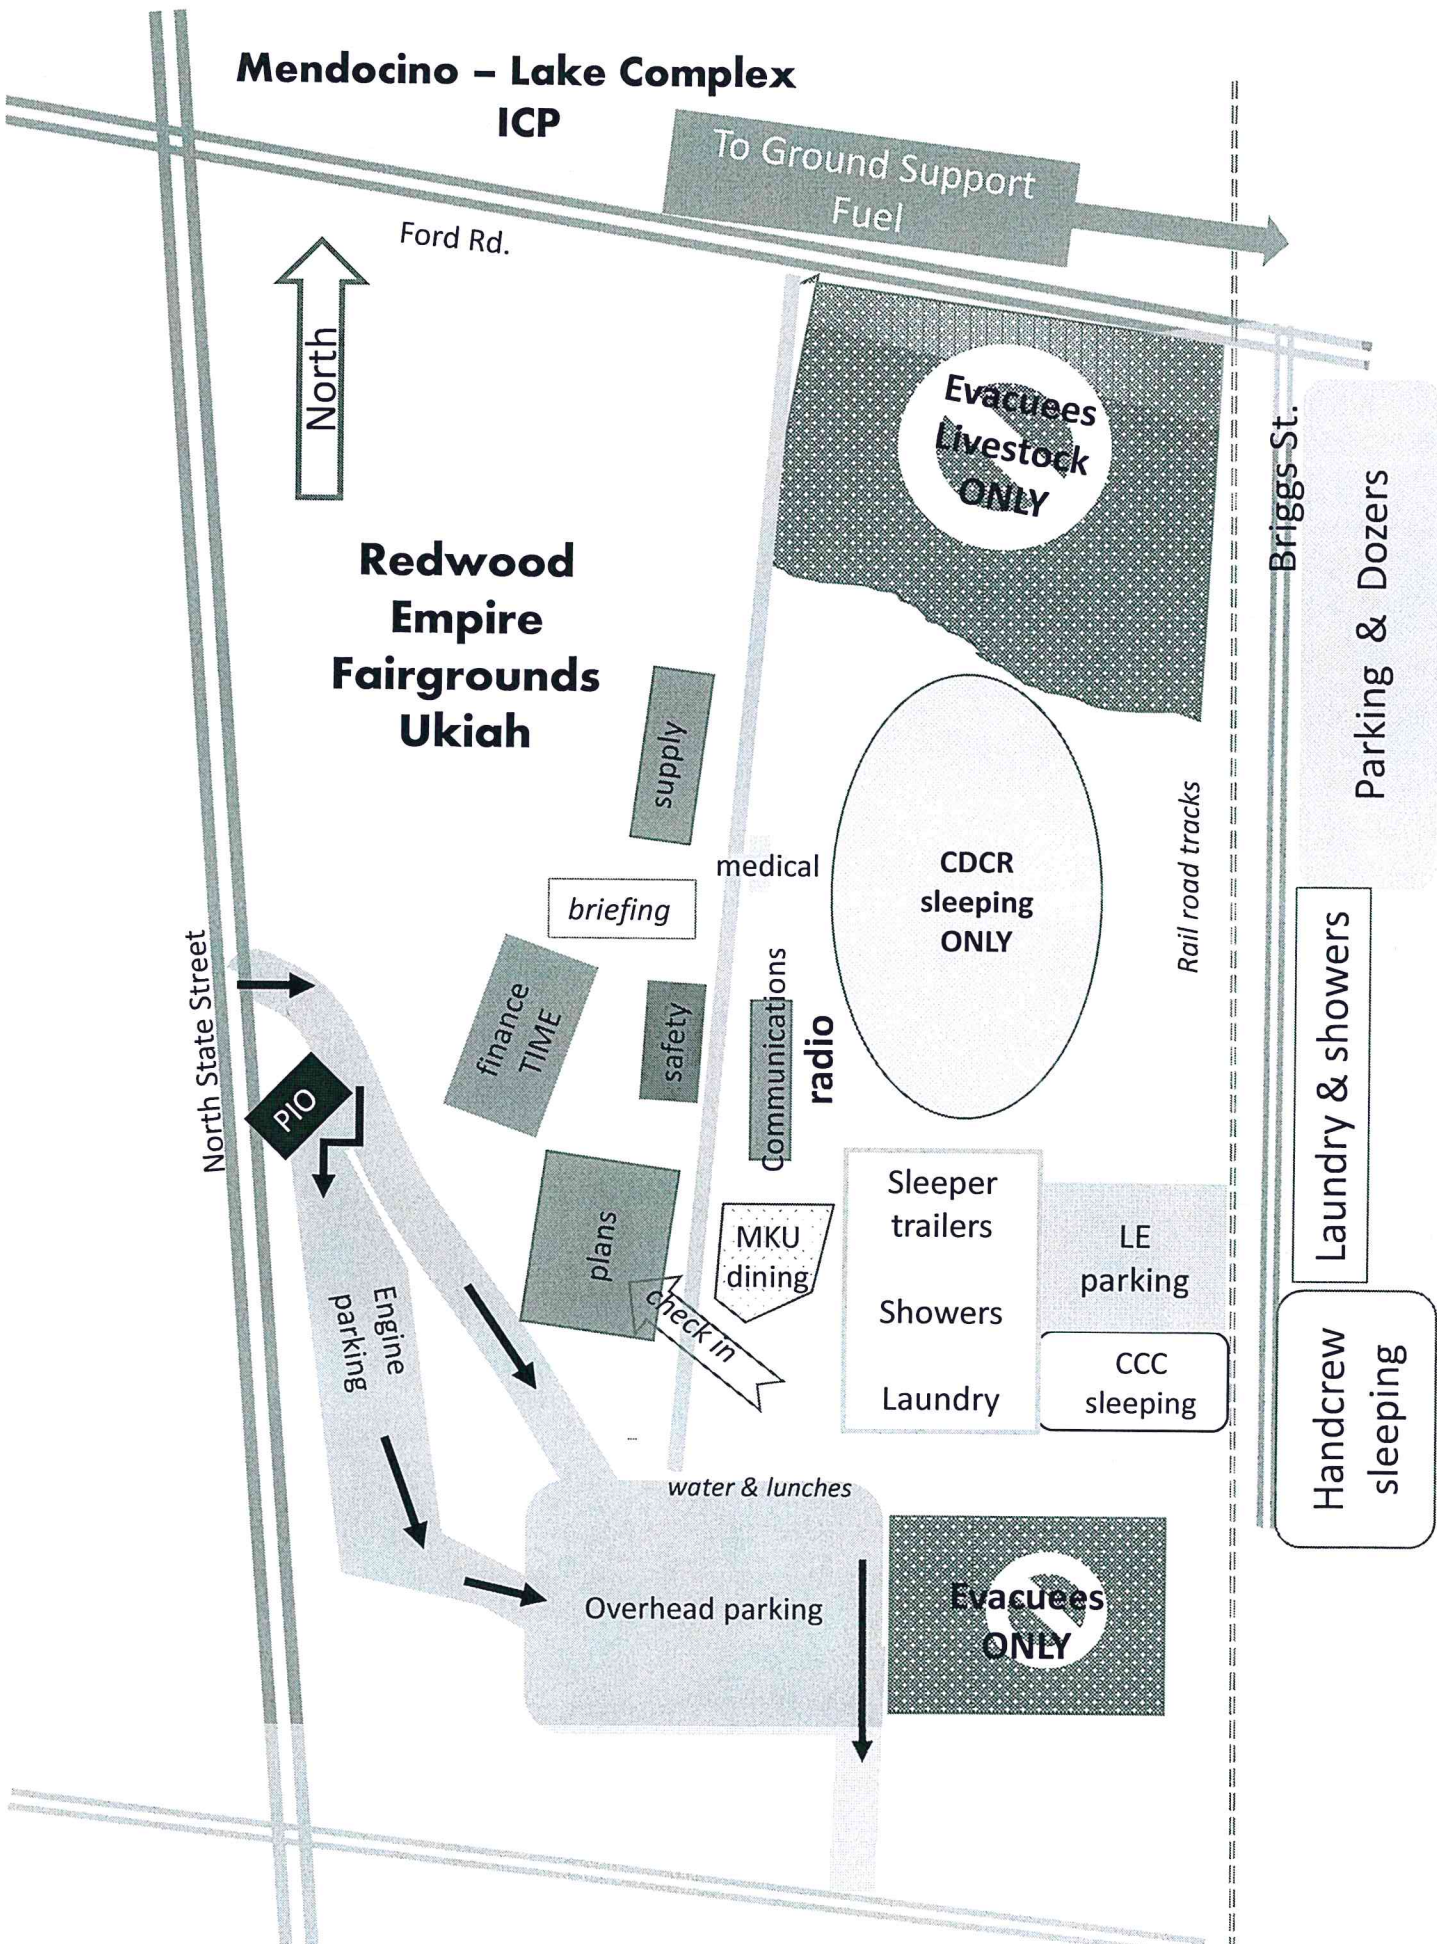 Mendocino – Lake Complex
ICP
To Ground Support
Fuel
Ford Rd.
North
Evacuees
Livestock
ONLY
Briggs St.
Parking & Dozers
Redwood
Empire
Fairgrounds
Ukiah
supply
medical
CDCR
sleeping
ONLY
Rail road tracks
briefing
North State Street
finance
TIME
safety
Communications
radio
Laundry & showers
PIO
plans
MKU
dining
check in
Sleeper
trailers
Showers
Laundry
LE
parking
CCC
sleeping
Handcrew
sleeping
Engine
parking
water & lunches
Overhead parking
Evacuees
ONLY